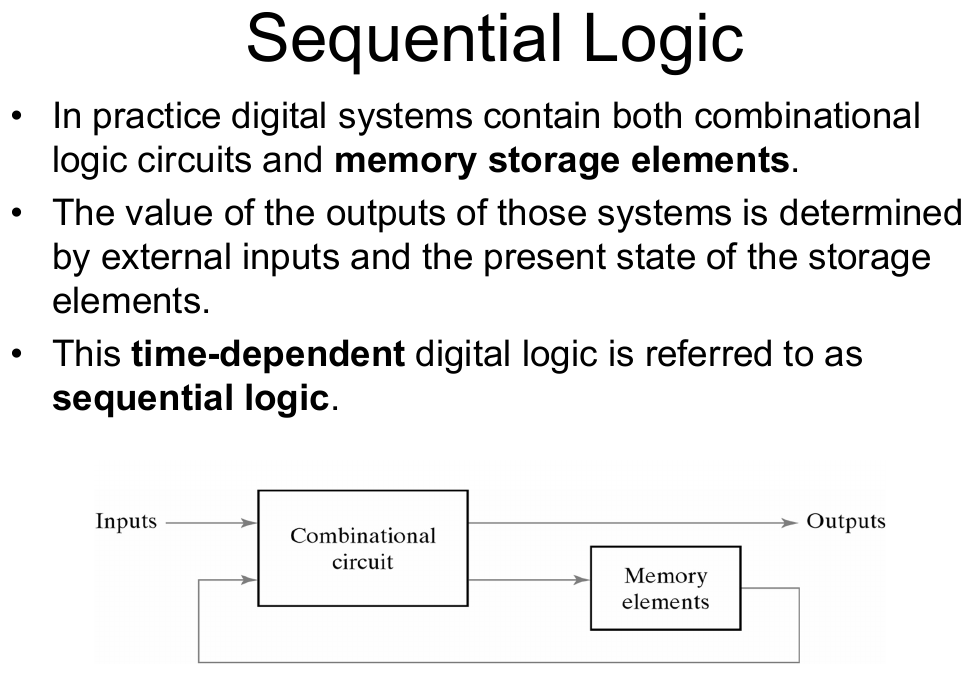 Sequential Logic
• In practice digital systems contain both combinational
logic circuits and memory storage elements.
• The value of the outputs of those systems is determined
by external inputs and the present state of the storage
elements.
• This time-dependent digital logic is referred to as
sequential logic.
Inputs
Combinational
circuit
Outputs
Memory
elements